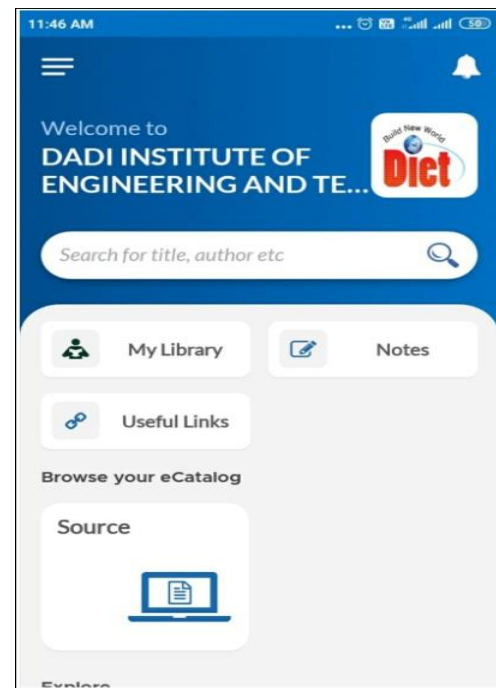 11:46 AM
50
Welcome to
DADI INSTITUTE OF
ENGINEERING AND TE...
Build New World
Diet
Search for title, author etc
My Library
Notes
Useful Links
Browse your eCatalog
Source
Explore